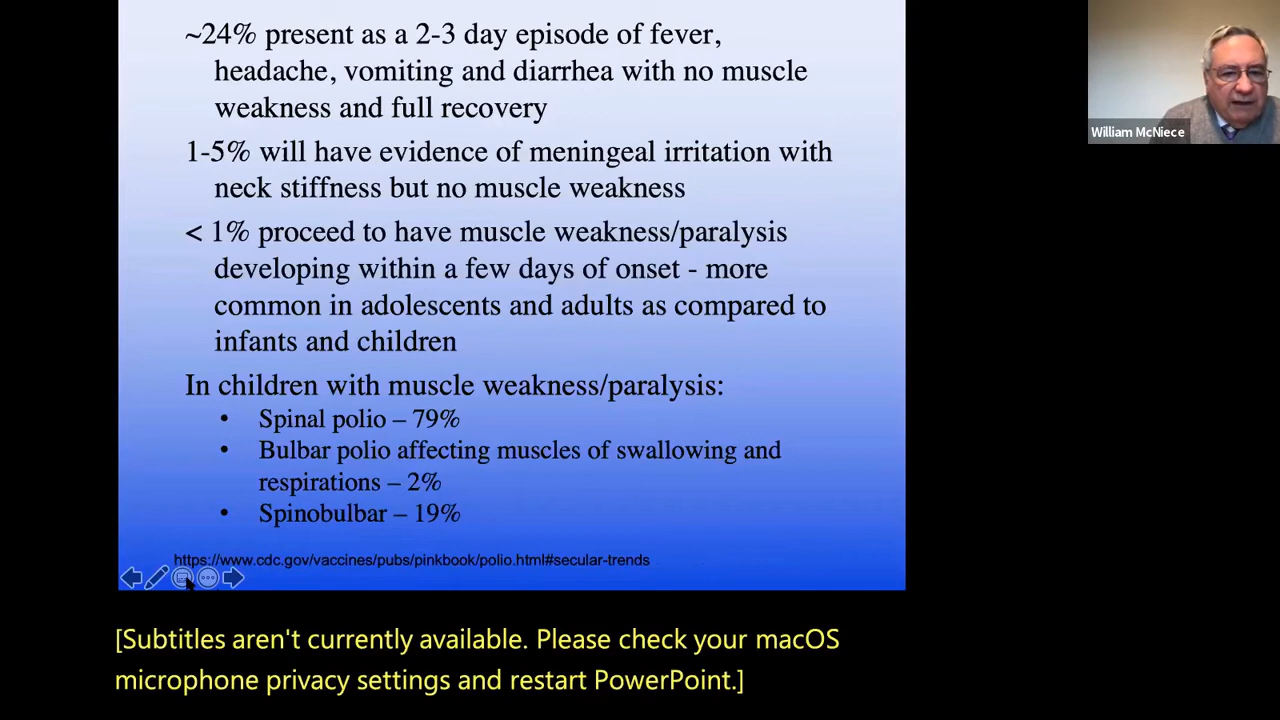 ~24% present as a 2-3 day episode of fever,
headache, vomiting and diarrhea with no muscle
weakness and full recovery
1-5% will have evidence of meningeal irritation with
neck stiffness but no muscle weakness
< 1% proceed to have muscle weakness/paralysis
developing within a few days of onset - more
common in adolescents and adults as compared to
infants and children
In children with muscle weakness/paralysis:
• Spinal polio – 79%
• Bulbar polio affecting muscles of swallowing and
respirations – 2%
• Spinobulbar – 19%
https://www.cdc.gov/vaccines/pubs/pinkbook/polio.html#secular-trends
[Subtitles aren't currently available. Please check your macOS
microphone privacy settings and restart PowerPoint.]
William McNiece